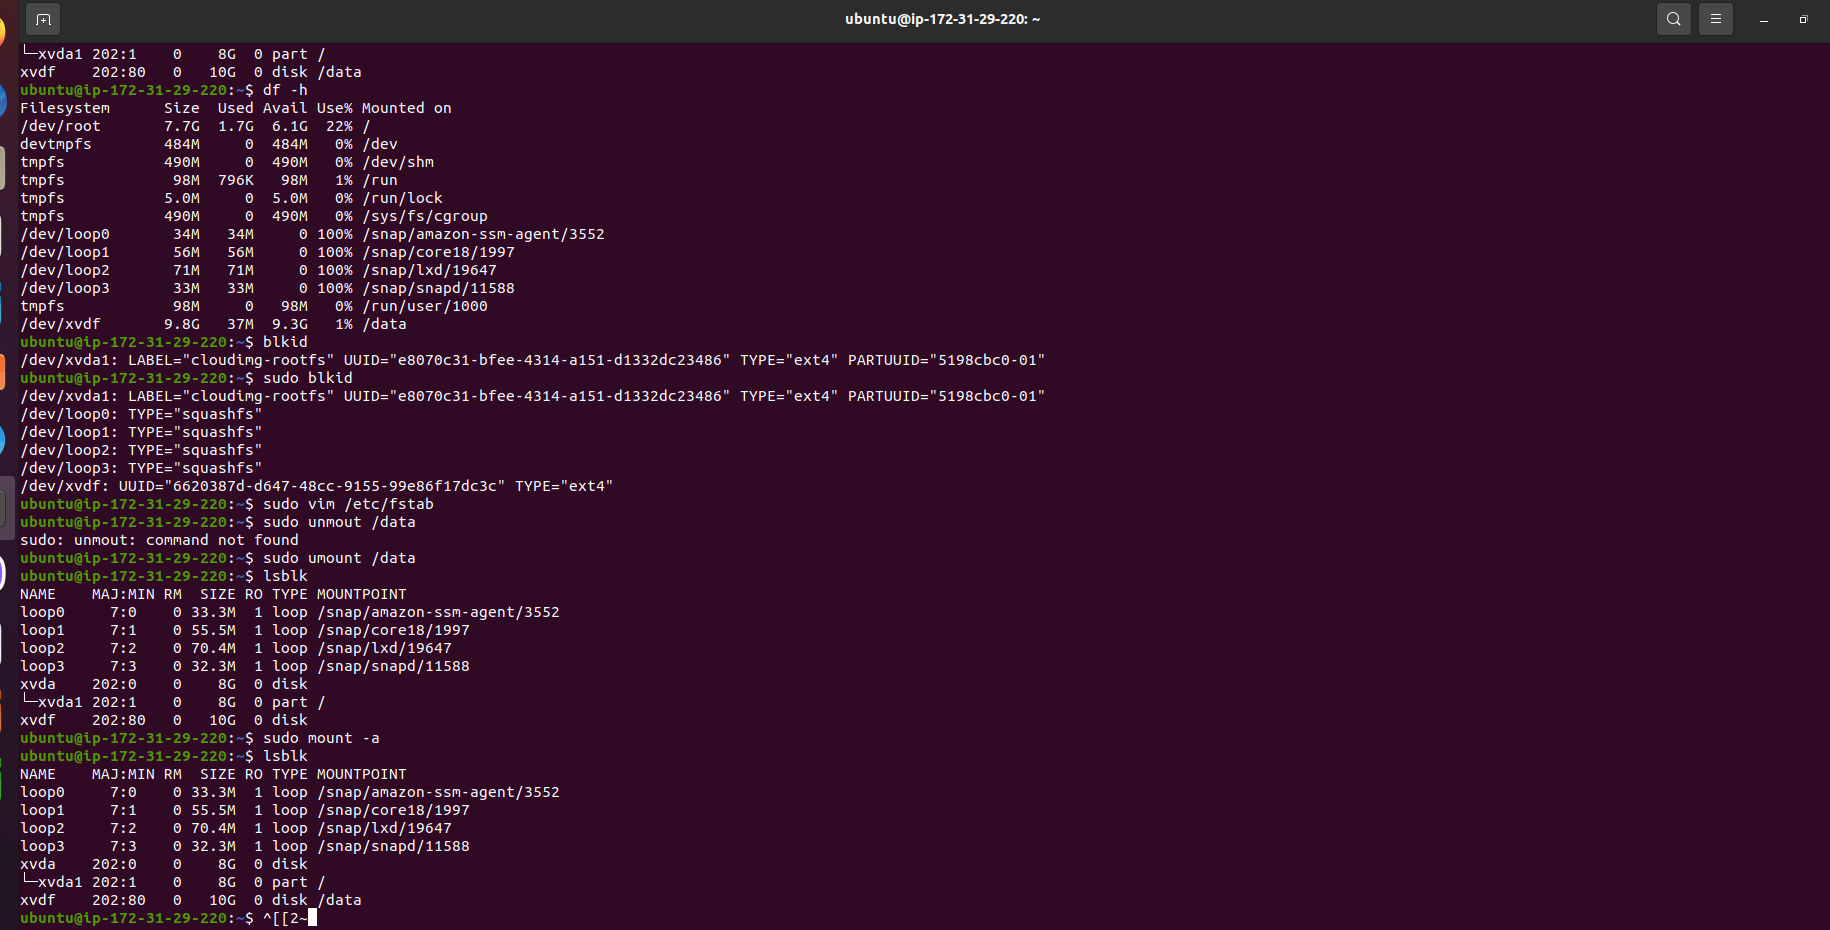 ubuntu@ip-172-31-29-220: ~
└─xvda1 202:1    0    8G  0 part /
xvdf    202:80   0   10G  0 disk /data
ubuntu@ip-172-31-29-220:~$ df -h
Filesystem      Size  Used Avail Use% Mounted on
/dev/root       7.7G  1.7G  6.1G  22% /
devtmpfs        484M     0  484M   0% /dev
tmpfs           490M     0  490M   0% /dev/shm
tmpfs            98M  796K   98M   1% /run
tmpfs           5.0M     0  5.0M   0% /run/lock
tmpfs           490M     0  490M   0% /sys/fs/cgroup
/dev/loop0       34M   34M     0 100% /snap/amazon-ssm-agent/3552
/dev/loop1       56M   56M     0 100% /snap/core18/1997
/dev/loop2       71M   71M     0 100% /snap/lxd/19647
/dev/loop3       33M   33M     0 100% /snap/snapd/11588
tmpfs            98M     0   98M   0% /run/user/1000
/dev/xvdf       9.8G   37M  9.3G   1% /data
ubuntu@ip-172-31-29-220:~$ blkid
/dev/xvda1: LABEL="cloudimg-rootfs" UUID="e8070c31-bfee-4314-a151-d1332dc23486" TYPE="ext4" PARTUUID="5198cbc0-01"
ubuntu@ip-172-31-29-220:~$ sudo blkid
/dev/xvda1: LABEL="cloudimg-rootfs" UUID="e8070c31-bfee-4314-a151-d1332dc23486" TYPE="ext4" PARTUUID="5198cbc0-01"
/dev/loop0: TYPE="squashfs"
/dev/loop1: TYPE="squashfs"
/dev/loop2: TYPE="squashfs"
/dev/loop3: TYPE="squashfs"
/dev/xvdf: UUID="6620387d-d647-48cc-9155-99e86f17dc3c" TYPE="ext4"
ubuntu@ip-172-31-29-220:~$ sudo vim /etc/fstab
ubuntu@ip-172-31-29-220:~$ sudo unmout /data
sudo: unmout: command not found
ubuntu@ip-172-31-29-220:~$ sudo umount /data
ubuntu@ip-172-31-29-220:~$ lsblk
NAME    MAJ:MIN RM  SIZE RO TYPE MOUNTPOINT
loop0     7:0    0 33.3M  1 loop /snap/amazon-ssm-agent/3552
loop1     7:1    0 55.5M  1 loop /snap/core18/1997
loop2     7:2    0 70.4M  1 loop /snap/lxd/19647
loop3     7:3    0 32.3M  1 loop /snap/snapd/11588
xvda    202:0    0    8G  0 disk
└─xvda1 202:1    0    8G  0 part /
xvdf    202:80   0   10G  0 disk
ubuntu@ip-172-31-29-220:~$ sudo mount -a
ubuntu@ip-172-31-29-220:~$ lsblk
NAME    MAJ:MIN RM  SIZE RO TYPE MOUNTPOINT
loop0     7:0    0 33.3M  1 loop /snap/amazon-ssm-agent/3552
loop1     7:1    0 55.5M  1 loop /snap/core18/1997
loop2     7:2    0 70.4M  1 loop /snap/lxd/19647
loop3     7:3    0 32.3M  1 loop /snap/snapd/11588
xvda    202:0    0    8G  0 disk
└─xvda1 202:1    0    8G  0 part /
xvdf    202:80   0   10G  0 disk /data
ubuntu@ip-172-31-29-220:~$ ^[[2~